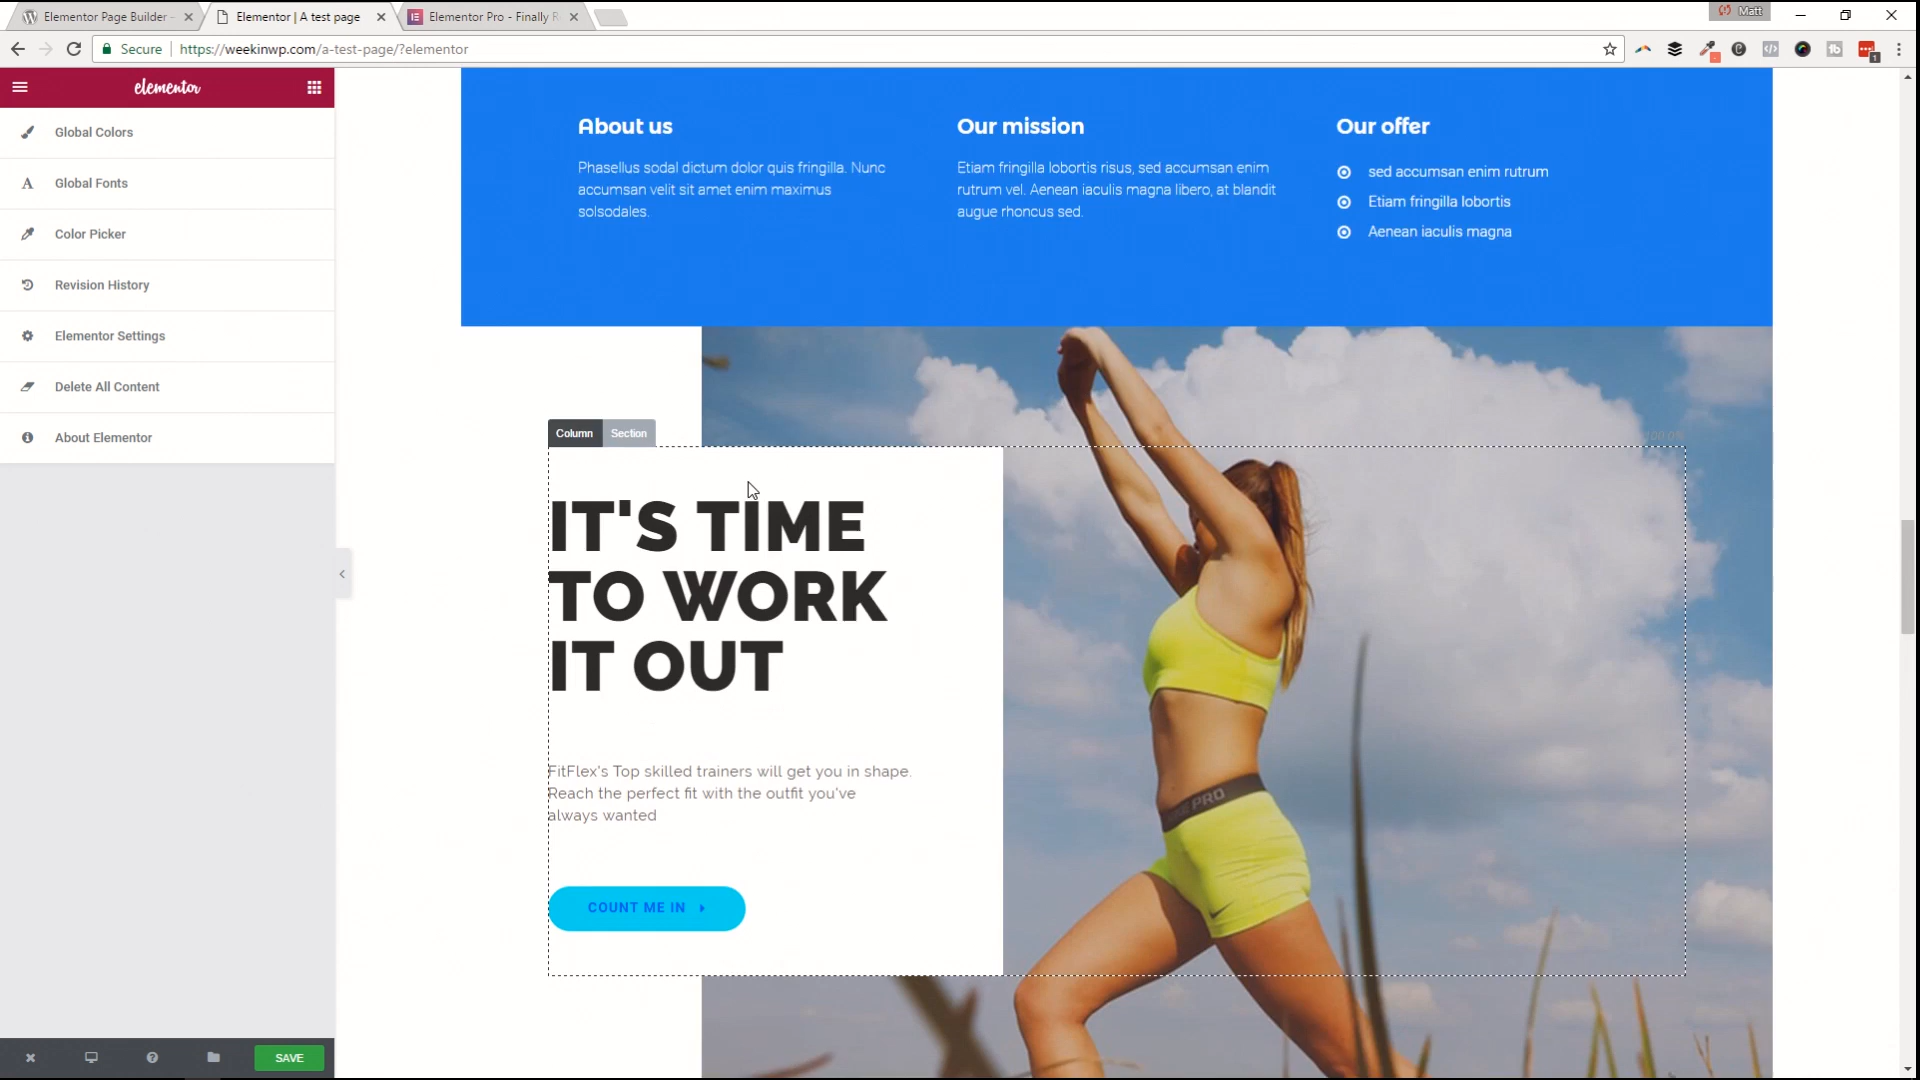 Elementor Page Builder -
Elementor | A test page
Elementor Pro - Finally R
Matt
Secure
https://weekinwp.com/a-test-page/?elementor
elementor
Global Colors
Global Fonts
Color Picker
Revision History
Elementor Settings
Delete All Content
About Elementor
SAVE
About us
Phasellus sodal dictum dolor quis fringilla. Nunc
accumsan velit sit amet enim maximus
solsodales.
Our mission
Etiam fringilla lobortis risus, sed accumsan enim
rutrum vel. Aenean iaculis magna libero, at blandit
augue rhoncus sed.
Our offer
sed accumsan enim rutrum
Etiam fringilla lobortis
Aenean iaculis magna
Column
Section
IT'S TIME
TO WORK
IT OUT
FitFlex's Top skilled trainers will get you in shape.
Reach the perfect fit with the outfit you've
always wanted
COUNT ME IN
PRO